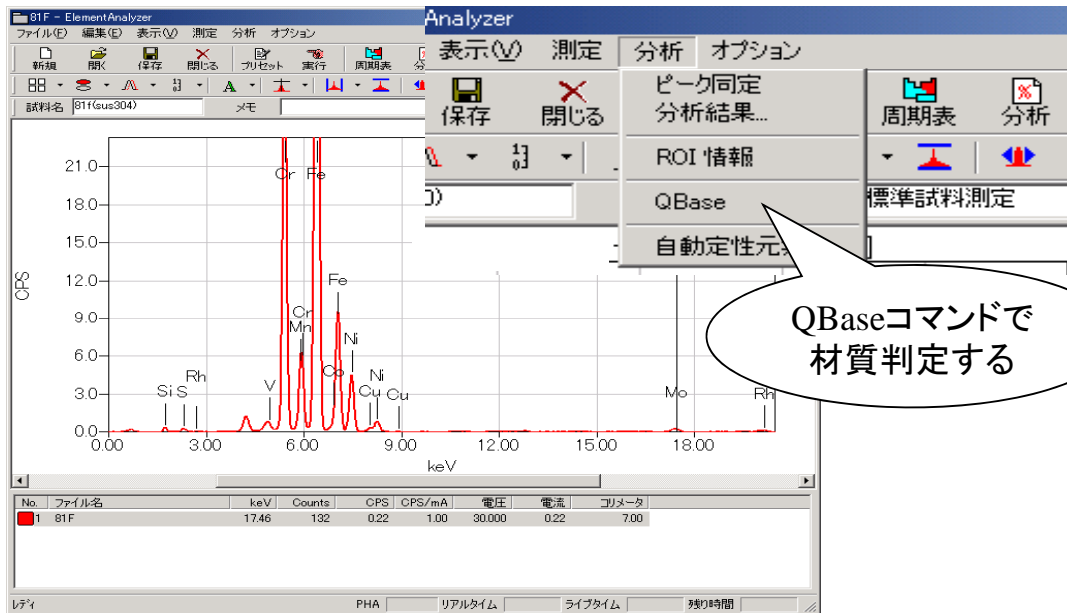 81F - ElementAnalyzer
ファイル(F) 編集(E) 表示(V) 測定 分析 オプション
新規 開く 保存 閉じる プリセット 実行 周期表
試料名 81f(sus304) メモ
Analyzer
表示(V) 測定 分析 オプション
保存 閉じる 周期表 分析
ピーク同定
分析結果...
ROI 情報
QBase
自動定性元
標準試料測定
QBaseコマンドで
材質判定する
CPS
21.0
18.0
15.0
12.0
9.0
6.0
3.0
0.0
Cr Fe
Fe
Cr
Mn
Ni
Co
Ni
Si S Rh V Cu Cu Mo Rh
0.00 3.00 6.00 9.00 12.00 15.00 18.00
keV
No. ファイル名 keV Counts CPS CPS/mA 電圧 電流 コリメータ
1 81F 17.46 132 0.22 1.00 30.000 0.22 7.00
レディ PHA リアルタイム ライブタイム 残り時間